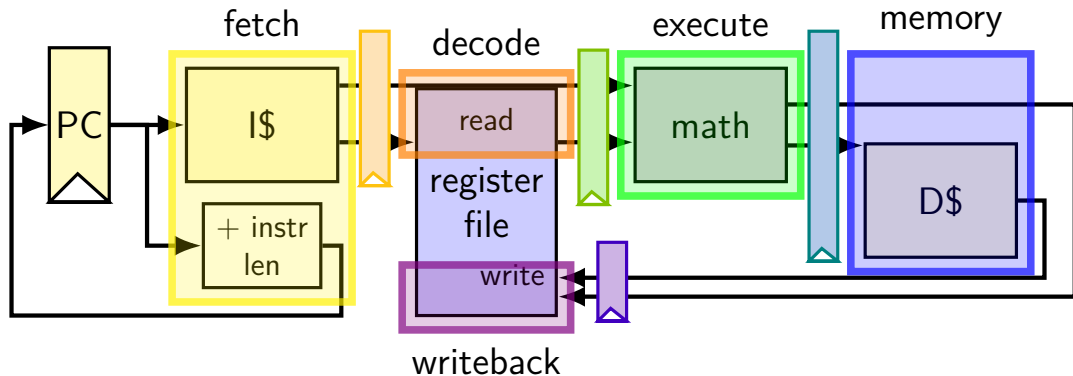 fetch
decode
execute
memory
PC
I$
read
math
register
file
D$
+ instr
len
write
writeback